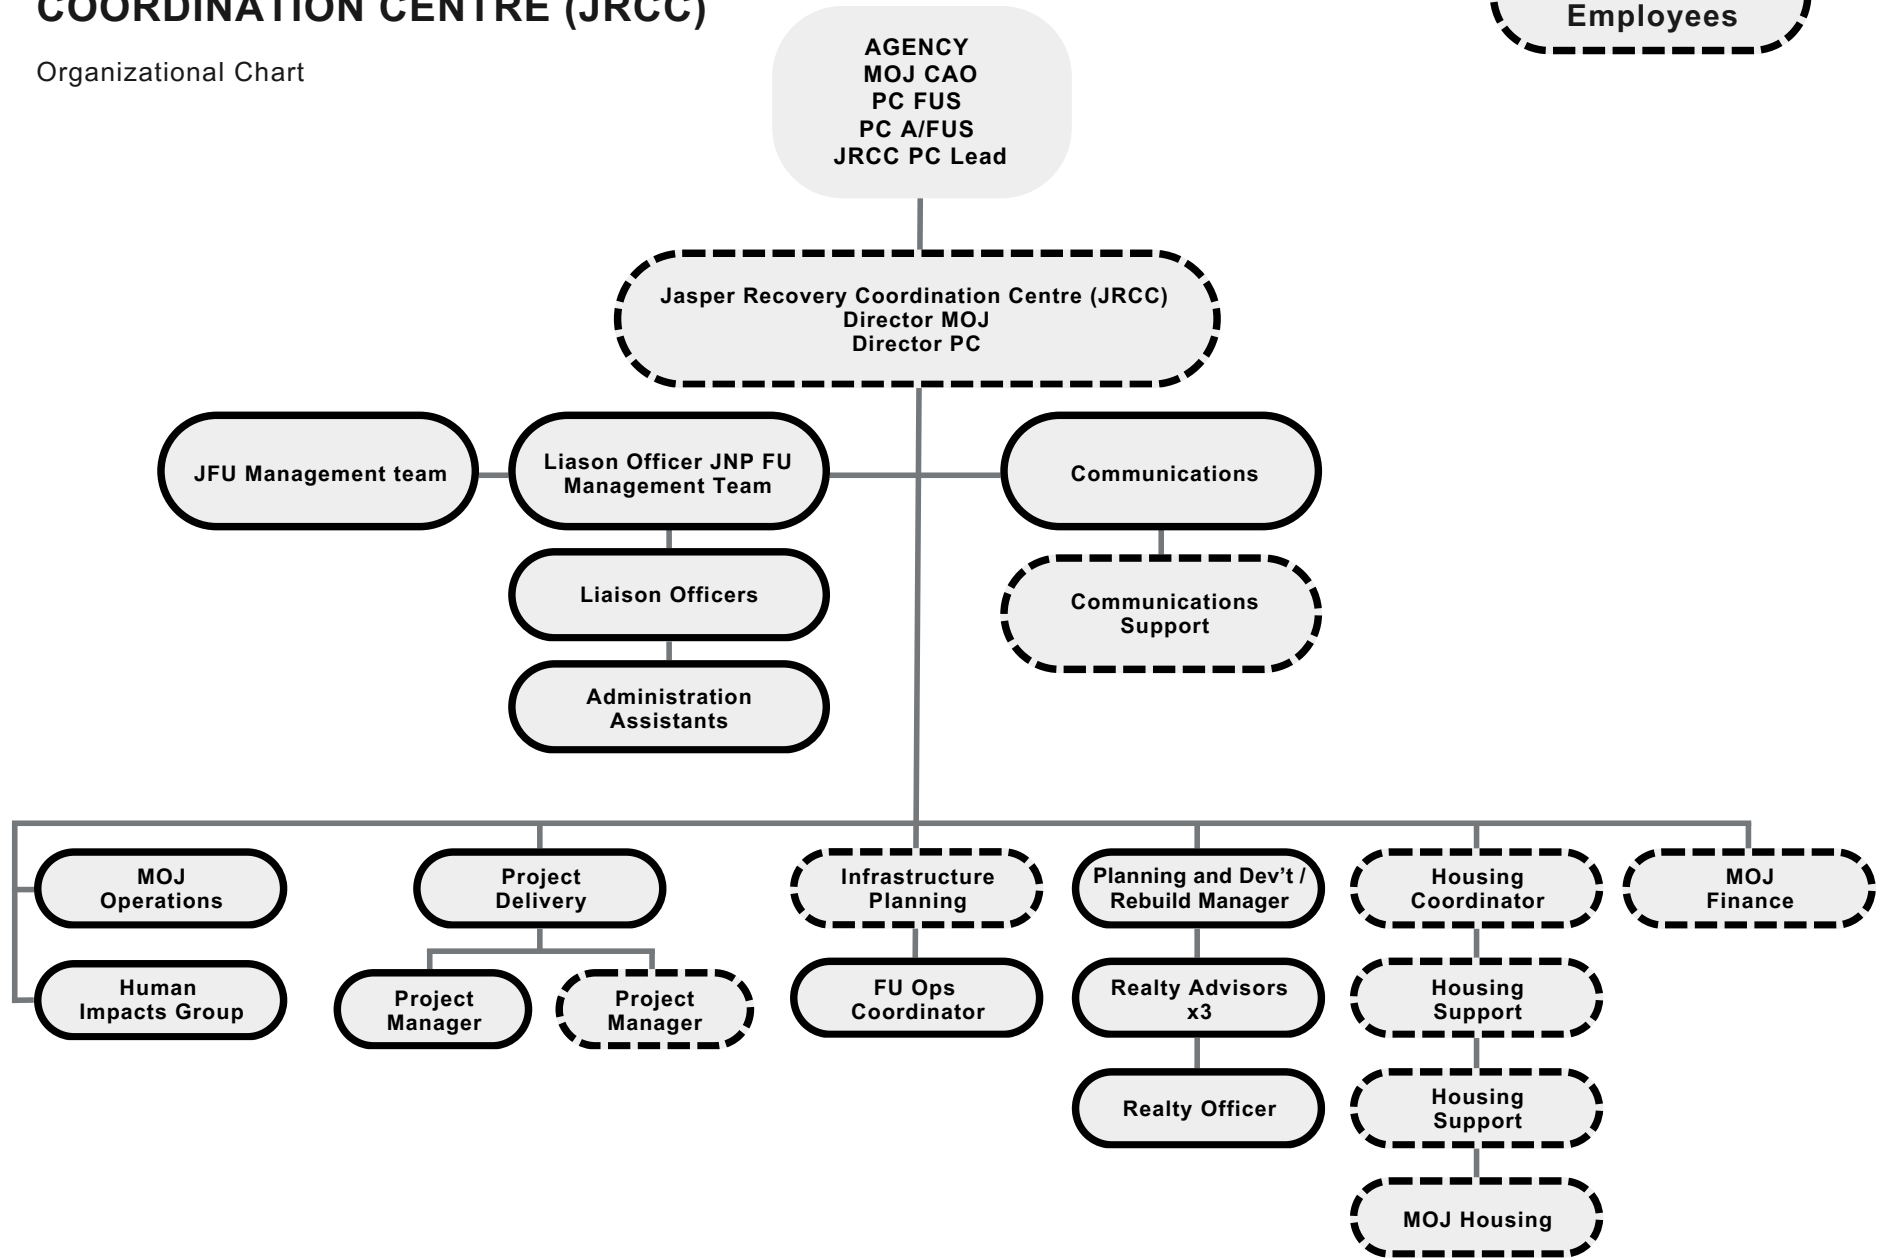 COORDINATION CENTRE (JRCC)
Organizational Chart
Employees
AGENCY
MOJ CAO
PC FUS
PC A/FUS
JRCC PC Lead
Jasper Recovery Coordination Centre (JRCC)
Director MOJ
Director PC
JFU Management team
Liason Officer JNP FU
Management Team
Communications
Liaison Officers
Communications
Support
Administration
Assistants
MOJ
Operations
Project
Delivery
Infrastructure
Planning
Planning and Dev’t /
Rebuild Manager
Housing
Coordinator
MOJ
Finance
Human
Impacts Group
Project
Manager
Project
Manager
FU Ops
Coordinator
Realty Advisors
x3
Housing
Support
Realty Officer
Housing
Support
MOJ Housing